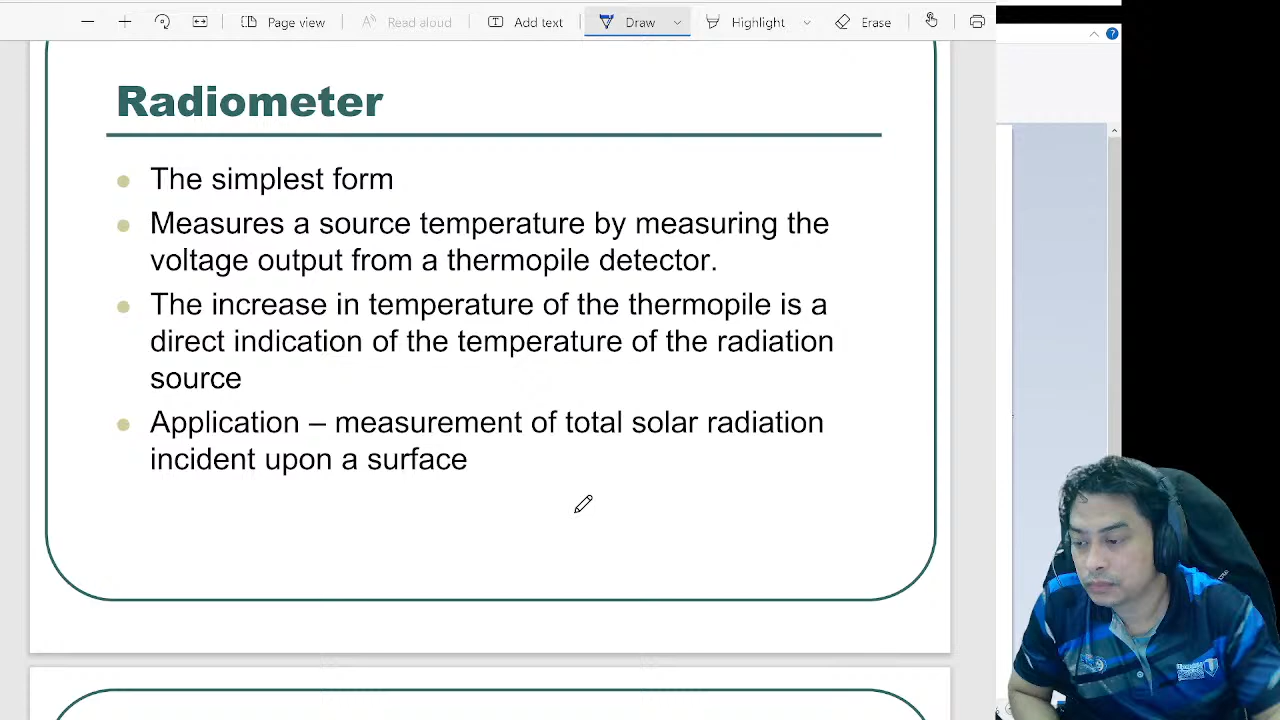 Page view
Read aloud
Add text
Draw
Highlight
Erase
Radiometer
The simplest form
Measures a source temperature by measuring the
voltage output from a thermopile detector.
The increase in temperature of the thermopile is a
direct indication of the temperature of the radiation
source
Application – measurement of total solar radiation
incident upon a surface